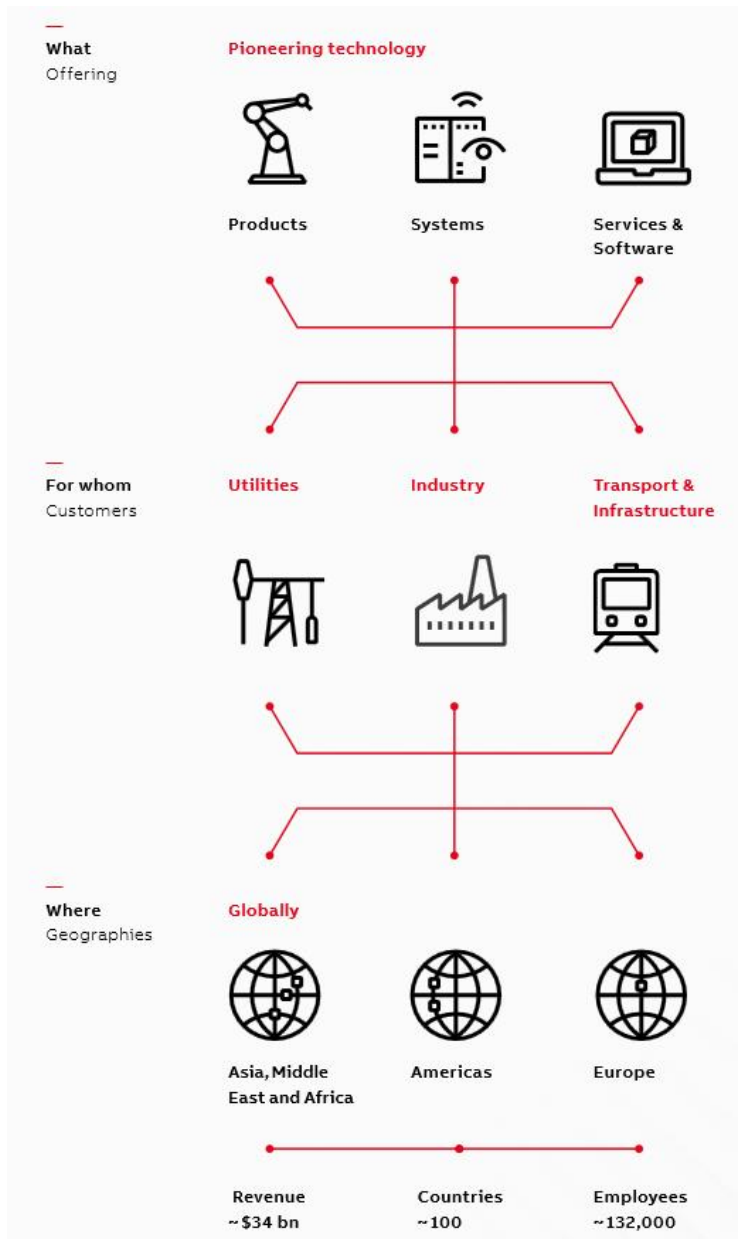 What
Offering
Pioneering technology
Products
Systems
Services &
Software
For whom
Customers
Utilities
Industry
Transport &
Infrastructure
Where
Geographies
Globally
Asia, Middle
East and Africa
Americas
Europe
Revenue
~$34 bn
Countries
~100
Employees
~132,000